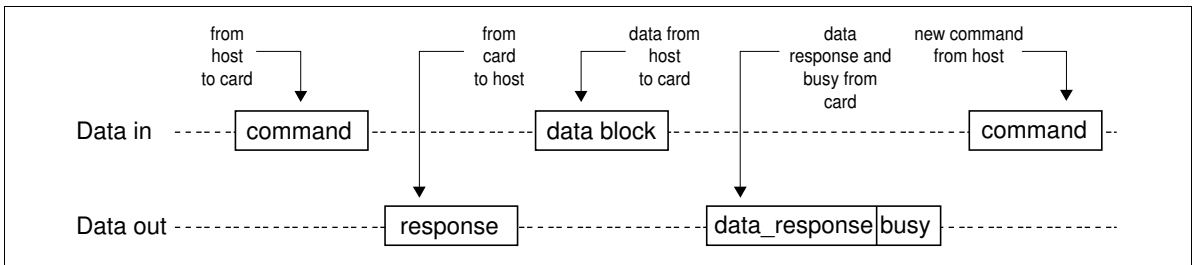 from
host
to card
from
card
to host
data from
host
to card
data
response and
busy from
card
new command
from host
Data in
command
data block
command
Data out
response
data_response
busy